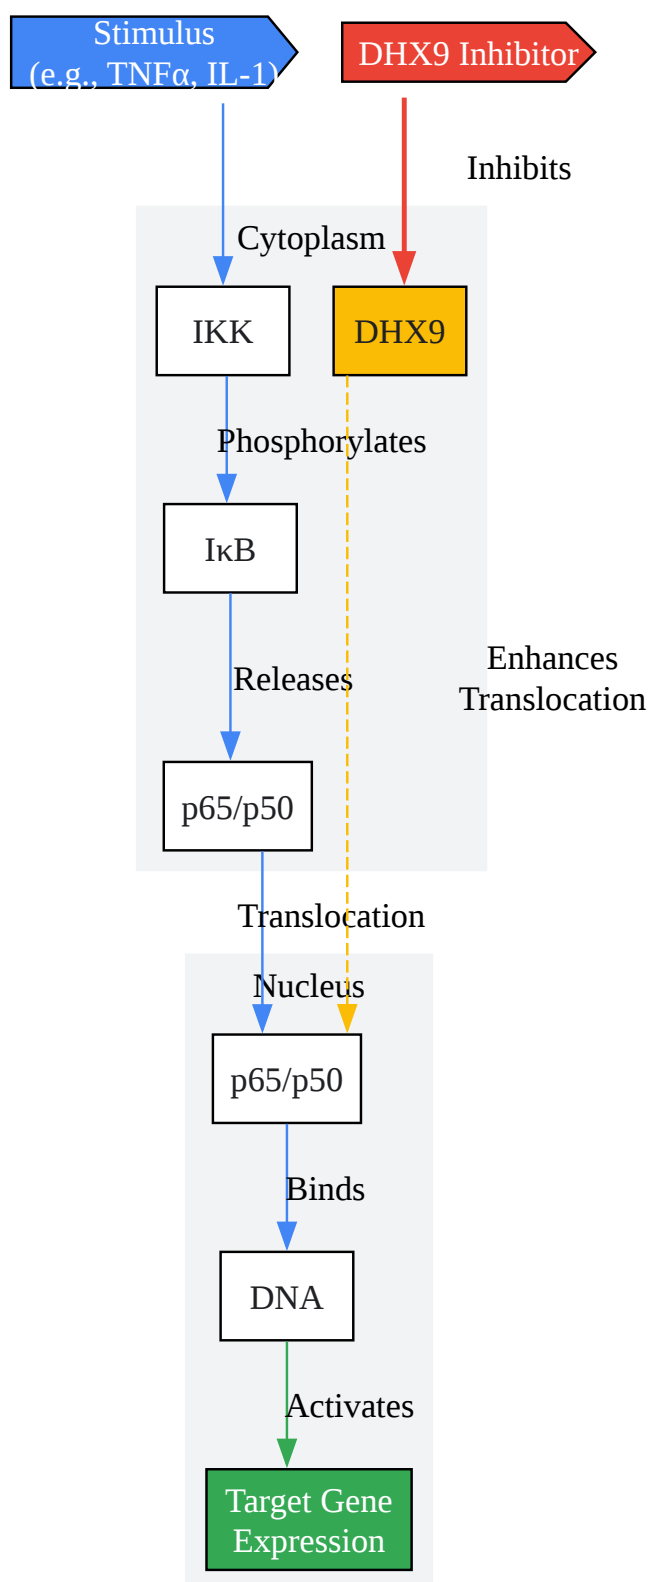 Stimulus
(e.g., TNFα, IL-1)
DHX9 Inhibitor
Inhibits
Cytoplasm
IKK
DHX9
Phosphorylates
IκB
Enhances
Translocation
Releases
p65/p50
Translocation
Nucleus
p65/p50
Binds
DNA
Activates
Target Gene
Expression